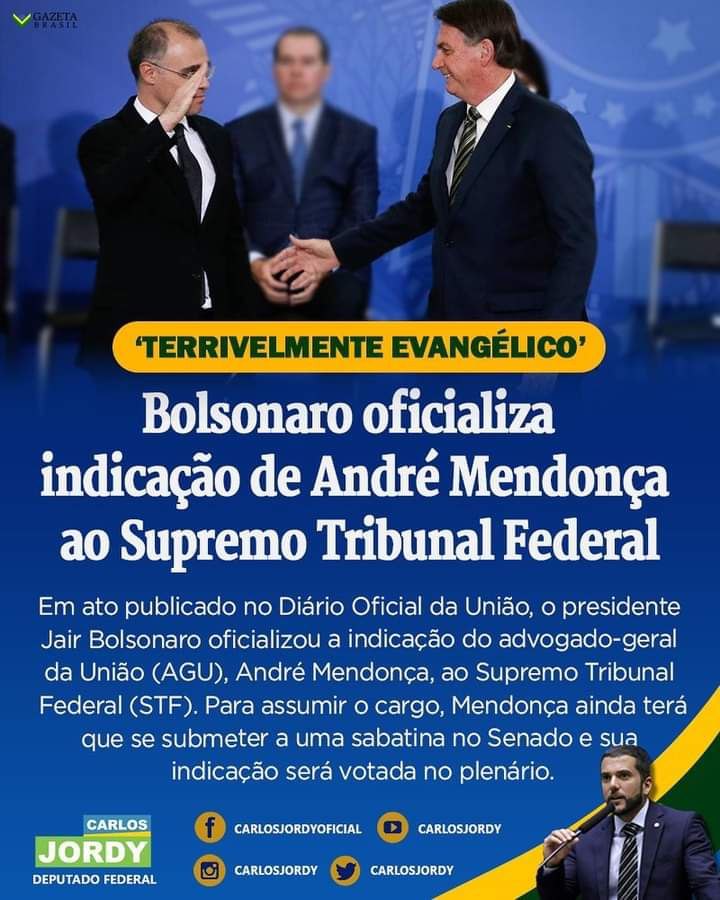 GAZETA
BRASIL
‘TERRIVELMENTE EVANGÉLICO’
Bolsonaro oficializa
indicação de André Mendonça
ao Supremo Tribunal Federal
Em ato publicado no Diário Oficial da União, o presidente
Jair Bolsonaro oficializou a indicação do advogado-geral
da União (AGU), André Mendonça, ao Supremo Tribunal
Federal (STF). Para assumir o cargo, Mendonça ainda terá
que se submeter a uma sabatina no Senado e sua
indicação será votada no plenário.
CARLOS
JORDY
DEPUTADO FEDERAL
CARLOSJORDYOFICIAL CARLOSJORDY
CARLOSJORDY CARLOSJORDY